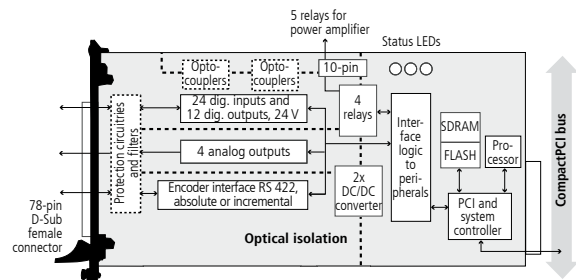 5 relays for
power amplifier
Status LEDs
Opto-
couplers
Opto-
couplers
10-pin
24 dig. inputs and
12 dig. outputs, 24 V
4
relays
Protection circuitries
and filters
4 analog outputs
Inter-
face
logic
to
peri-
pherals
SDRAM
FLASH
Pro-
cessor
Encoder interface RS 422,
absolute or incremental
2x
DC/DC
converter
PCI and
system
controller
78-pin
D-Sub
female
connector
Optical isolation
CompactPCI bus